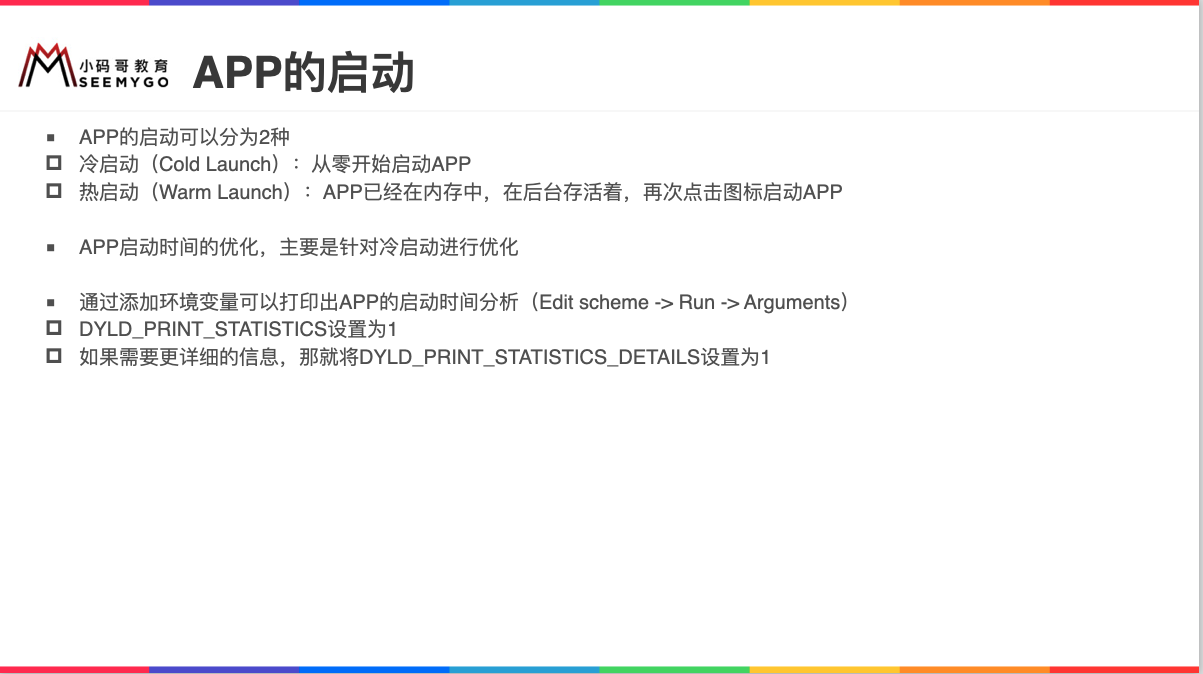 小码哥教育
SEEMYGO
APP的启动
▪ APP的启动可以分为2种
冷启动（Cold Launch）：从零开始启动APP
热启动（Warm Launch）：APP已经在内存中，在后台存活着，再次点击图标启动APP
▪ APP启动时间的优化，主要是针对冷启动进行优化
▪ 通过添加环境变量可以打印出APP的启动时间分析（Edit scheme -> Run -> Arguments）
DYLD_PRINT_STATISTICS设置为1
如果需要更详细的信息，那就将DYLD_PRINT_STATISTICS_DETAILS设置为1